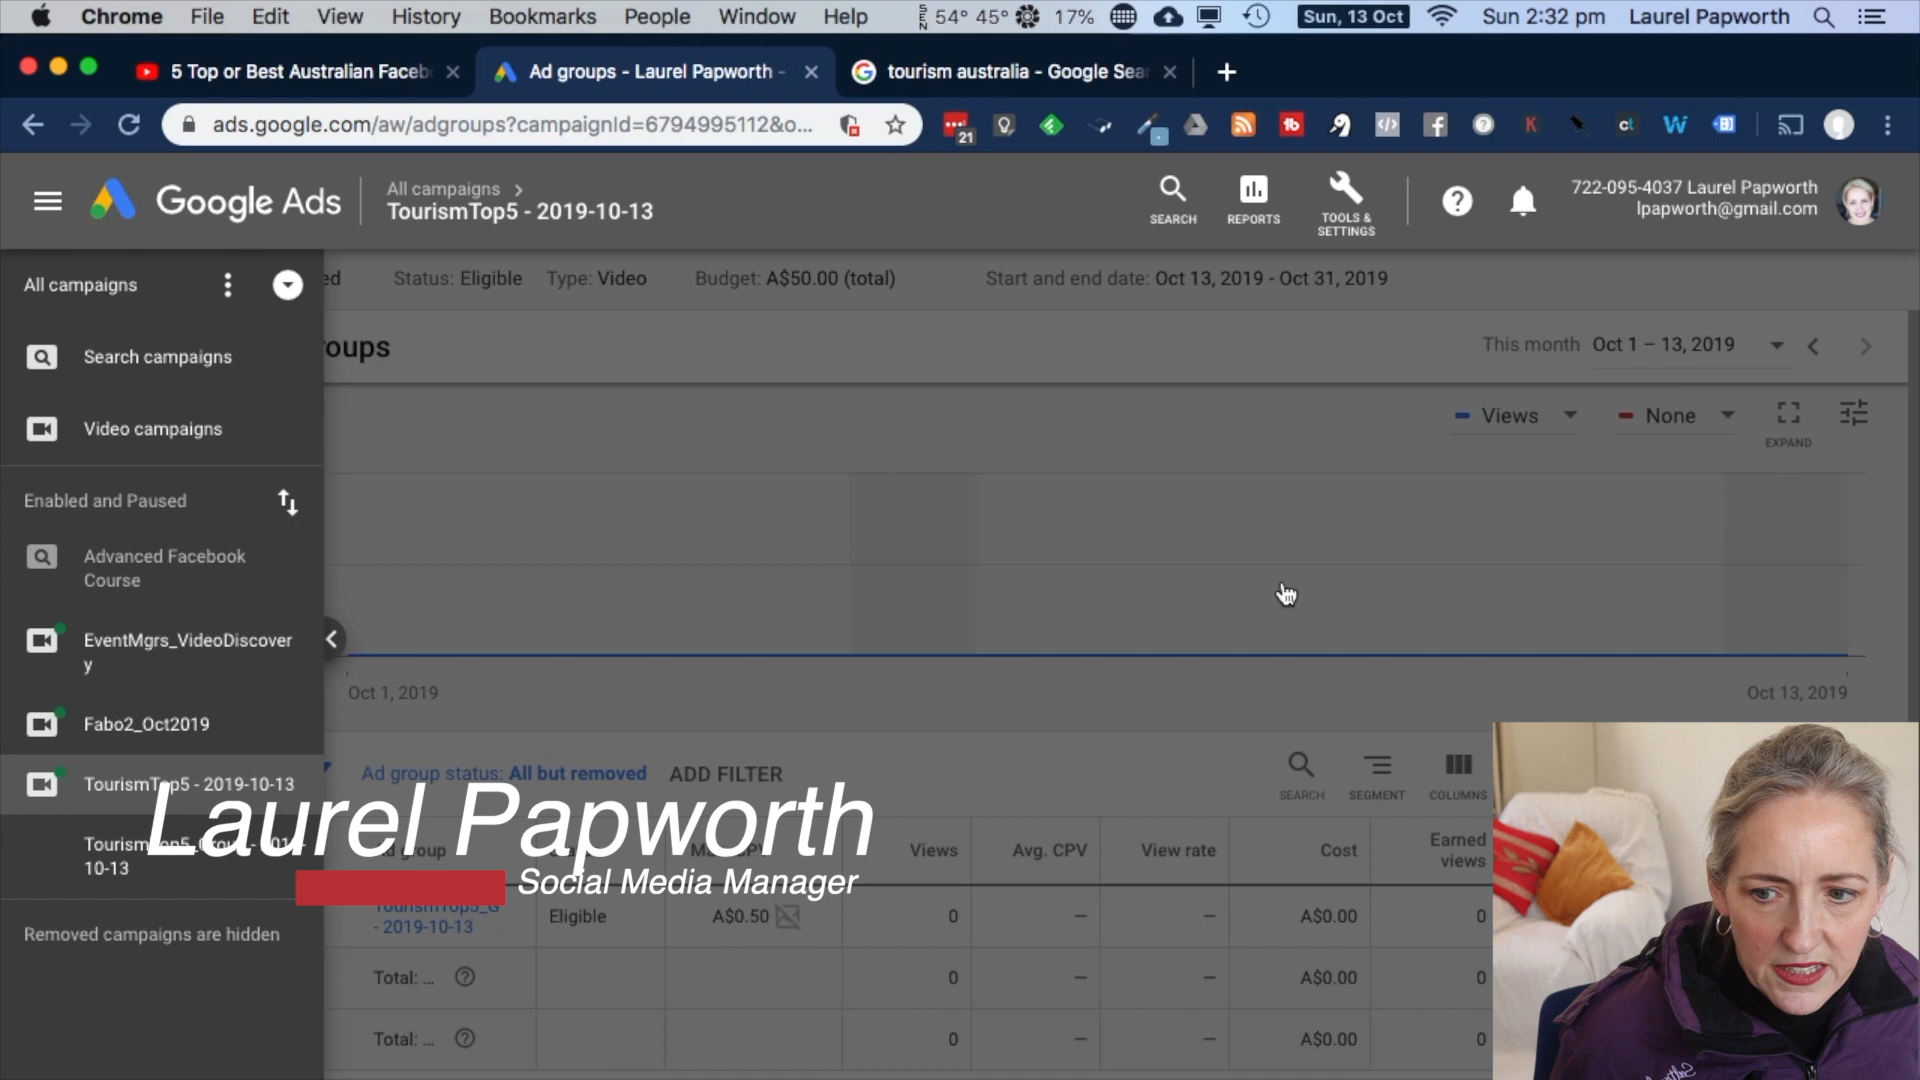 Chrome File Edit View History Bookmarks People Window Help 54° 45° 17% Sun, 13 Oct Sun 2:32 pm Laurel Papworth
5 Top or Best Australian Faceb
Ad groups - Laurel Papworth -
tourism australia - Google Sea
ads.google.com/aw/adgroups?campaignId=6794995112&o...
21
Google Ads
All campaigns
TourismTop5 - 2019-10-13
SEARCH
REPORTS
TOOLS & SETTINGS
722-095-4037 Laurel Papworth
lpapworth@gmail.com
All campaigns
Status: Eligible Type: Video Budget: A$50.00 (total) Start and end date: Oct 13, 2019 - Oct 31, 2019
Search campaigns
Video campaigns
oups
This month Oct 1 – 13, 2019
Views
None
EXPAND
Enabled and Paused
Advanced Facebook
Course
EventMgrs_VideoDiscover
y
Fabo2_Oct2019
TourismTop5 - 2019-10-13
10-13
Removed campaigns are hidden
Oct 1, 2019
Oct 13, 2019
Ad group status: All but removed ADD FILTER
SEARCH
SEGMENT
COLUMNS
Laurel Papworth
Social Media Manager
Views Avg. CPV View rate Cost Earned views
- 2019-10-13
Eligible A$0.50 0 – – A$0.00 0
Total: ... 0 – – A$0.00 0
Total: ... 0 – – A$0.00 0